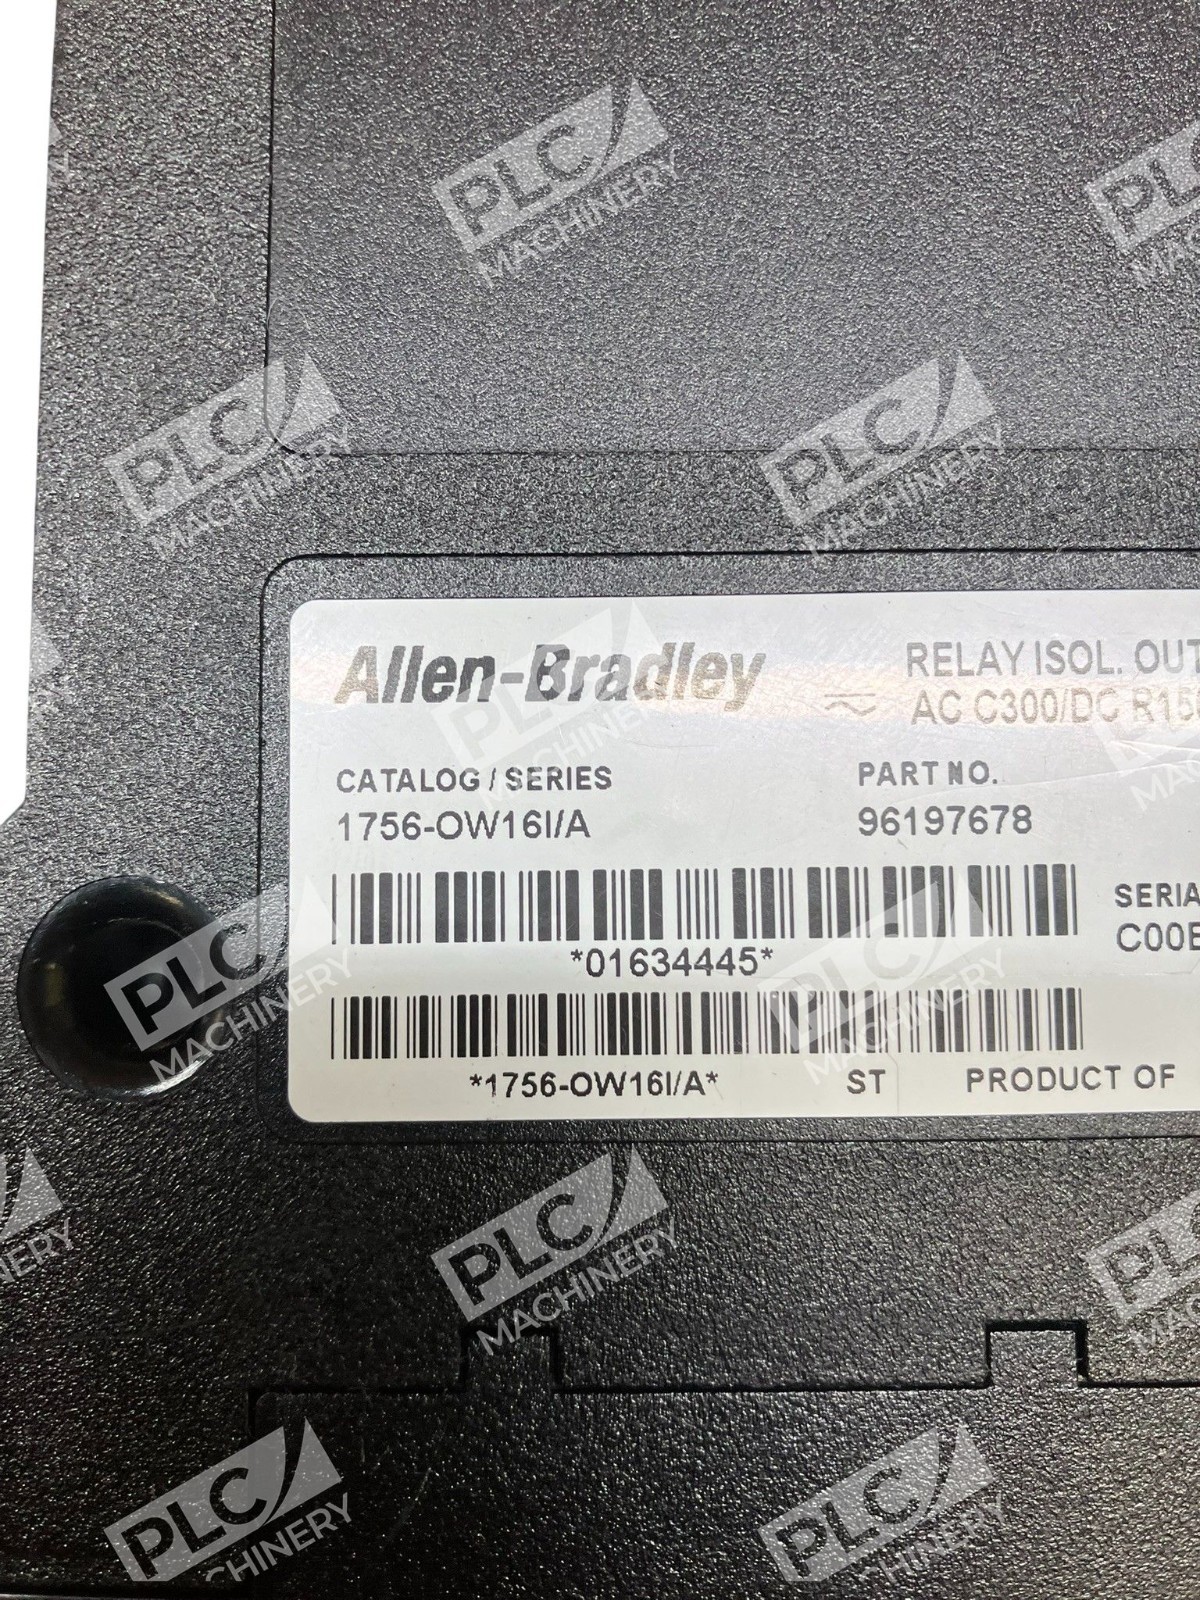 Allen-Bradley
RELAY ISOL. OUT
AC C300/DC R15
CATALOG / SERIES
PART NO.
1756-OW16I/A
96197678
SERIA
C00E
*01634445*
*1756-OW16I/A*
ST
PRODUCT OF
PLC MACHINERY